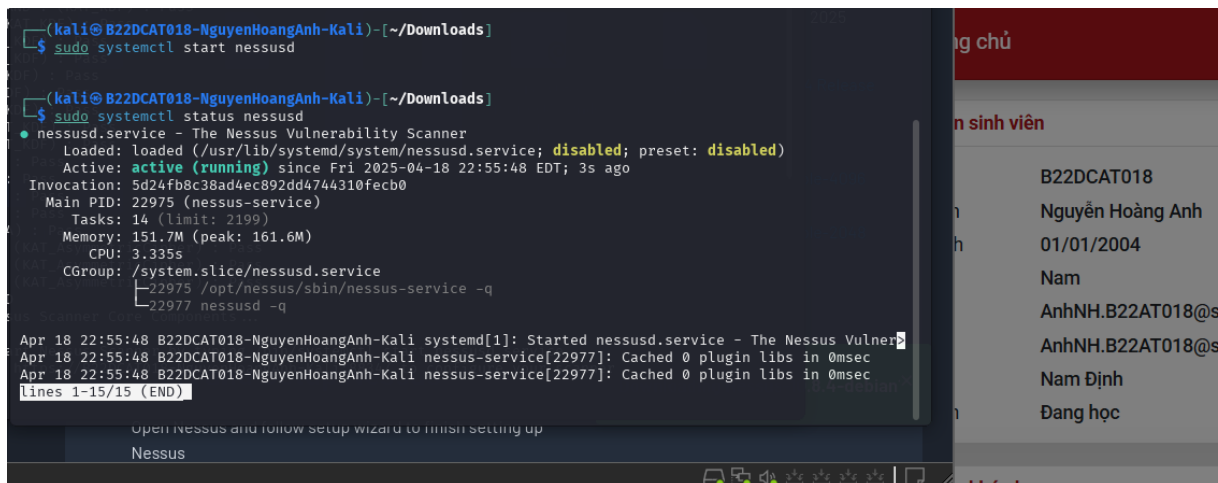 (kali㉿B22DCAT018-NguyenHoangAnh-Kali)-[~/Downloads]
$ sudo systemctl start nessusd
(kali㉿B22DCAT018-NguyenHoangAnh-Kali)-[~/Downloads]
$ sudo systemctl status nessusd
● nessusd.service - The Nessus Vulnerability Scanner
Loaded: loaded (/usr/lib/systemd/system/nessusd.service; disabled; preset: disabled)
Active: active (running) since Fri 2025-04-18 22:55:48 EDT; 3s ago
Invocation: 5d24fb8c38ad4ec892dd4744310fecb0
Main PID: 22975 (nessus-service)
Tasks: 14 (limit: 2199)
Memory: 151.7M (peak: 161.6M)
CPU: 3.335s
CGroup: /system.slice/nessusd.service
├─22975 /opt/nessus/sbin/nessus-service -q
└─22977 nessusd -q
Apr 18 22:55:48 B22DCAT018-NguyenHoangAnh-Kali systemd[1]: Started nessusd.service - The Nessus Vulner>
Apr 18 22:55:48 B22DCAT018-NguyenHoangAnh-Kali nessus-service[22977]: Cached 0 plugin libs in 0msec
Apr 18 22:55:48 B22DCAT018-NguyenHoangAnh-Kali nessus-service[22977]: Cached 0 plugin libs in 0msec
lines 1-15/15 (END)
Open Nessus and follow setup wizard to finish setting up
Nessus
ng chủ
n sinh viên
B22DCAT018
Nguyễn Hoàng Anh
01/01/2004
Nam
AnhNH.B22AT018@s
AnhNH.B22AT018@s
Nam Định
Đang học